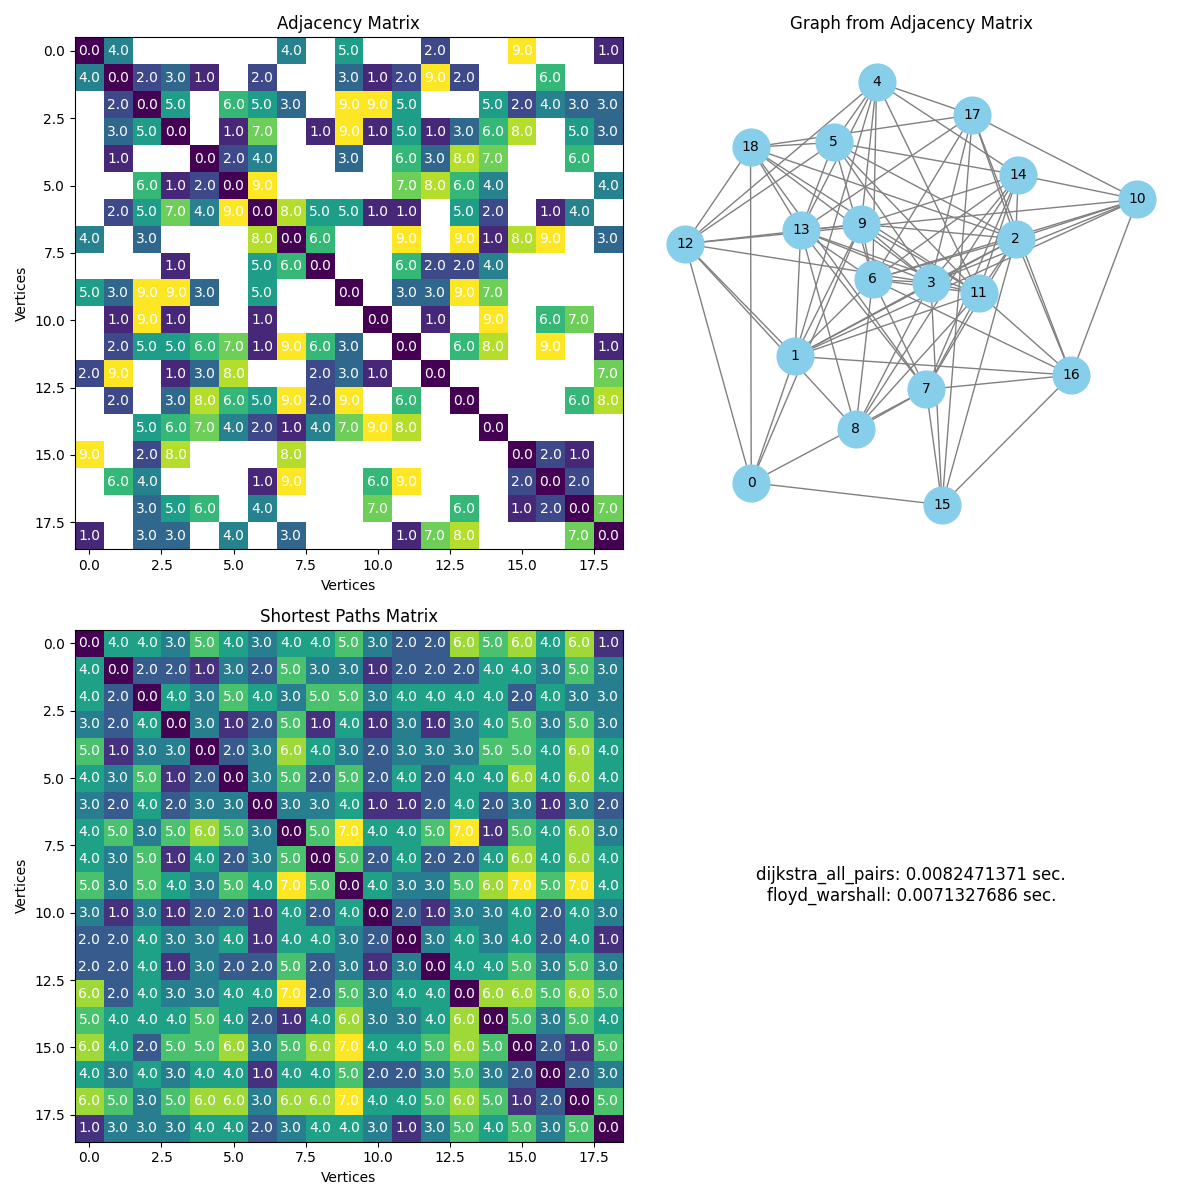 Adjacency Matrix
0.0 0.0 4.0 4.0 5.0 2.0 9.0 1.0
4.0 0.0 2.0 3.0 1.0 2.0 3.0 1.0 2.0 9.0 2.0 6.0
2.0 0.0 5.0 6.0 5.0 3.0 9.0 9.0 5.0 5.0 2.0 4.0 3.0 3.0
2.5
3.0 5.0 0.0 1.0 7.0 1.0 9.0 1.0 5.0 1.0 3.0 6.0 8.0 5.0 3.0
1.0 0.0 2.0 4.0 3.0 6.0 3.0 8.0 7.0 6.0
5.0 6.0 1.0 2.0 0.0 9.0 7.0 8.0 6.0 4.0 4.0
2.0 5.0 7.0 4.0 9.0 0.0 8.0 5.0 5.0 1.0 1.0 5.0 2.0 1.0 4.0
4.0 3.0 8.0 0.0 6.0 9.0 9.0 1.0 8.0 9.0 3.0
7.5
1.0 5.0 6.0 0.0 6.0 2.0 2.0 4.0
5.0 3.0 9.0 9.0 3.0 5.0 0.0 3.0 3.0 9.0 7.0
10.0 1.0 9.0 1.0 1.0 0.0 1.0 9.0 6.0 7.0
2.0 5.0 5.0 6.0 7.0 1.0 9.0 6.0 3.0 0.0 6.0 8.0 9.0 1.0
2.0 9.0 1.0 3.0 8.0 2.0 3.0 1.0 0.0 7.0
12.5
2.0 3.0 8.0 6.0 5.0 9.0 2.0 9.0 6.0 0.0 6.0 8.0
5.0 6.0 7.0 4.0 2.0 1.0 4.0 7.0 9.0 8.0 0.0
15.0 9.0 2.0 8.0 8.0 0.0 2.0 1.0
6.0 4.0 1.0 9.0 6.0 9.0 2.0 0.0 2.0
3.0 5.0 6.0 4.0 7.0 6.0 1.0 2.0 0.0 7.0
17.5
1.0 3.0 3.0 4.0 3.0 1.0 7.0 8.0 7.0 0.0
0.0 2.5 5.0 7.5 10.0 12.5 15.0 17.5
Vertices
Vertices
Graph from Adjacency Matrix
4
17
5
18
14
10
9
13
2
12
6
3
11
1
16
7
8
0
15
Shortest Paths Matrix
0.0 0.0 4.0 4.0 3.0 5.0 4.0 3.0 4.0 4.0 5.0 3.0 2.0 2.0 6.0 5.0 6.0 4.0 6.0 1.0
4.0 0.0 2.0 2.0 1.0 3.0 2.0 5.0 3.0 3.0 1.0 2.0 2.0 2.0 4.0 4.0 3.0 5.0 3.0
4.0 2.0 0.0 4.0 3.0 5.0 4.0 3.0 5.0 5.0 3.0 4.0 4.0 4.0 4.0 2.0 4.0 3.0 3.0
2.5
3.0 2.0 4.0 0.0 3.0 1.0 2.0 5.0 1.0 4.0 1.0 3.0 1.0 3.0 4.0 5.0 3.0 5.0 3.0
5.0 1.0 3.0 3.0 0.0 2.0 3.0 6.0 4.0 3.0 2.0 3.0 3.0 3.0 5.0 5.0 4.0 6.0 4.0
5.0 4.0 3.0 5.0 1.0 2.0 0.0 3.0 5.0 2.0 5.0 2.0 4.0 2.0 4.0 4.0 6.0 4.0 6.0 4.0
3.0 2.0 4.0 2.0 3.0 3.0 0.0 3.0 3.0 4.0 1.0 1.0 2.0 4.0 2.0 3.0 1.0 3.0 2.0
4.0 5.0 3.0 5.0 6.0 5.0 3.0 0.0 5.0 7.0 4.0 4.0 5.0 7.0 1.0 5.0 4.0 6.0 3.0
7.5
4.0 3.0 5.0 1.0 4.0 2.0 3.0 5.0 0.0 5.0 2.0 4.0 2.0 2.0 4.0 6.0 4.0 6.0 4.0
5.0 3.0 5.0 4.0 3.0 5.0 4.0 7.0 5.0 0.0 4.0 3.0 3.0 5.0 6.0 7.0 5.0 7.0 4.0
10.0 3.0 1.0 3.0 1.0 2.0 2.0 1.0 4.0 2.0 4.0 0.0 2.0 1.0 3.0 3.0 4.0 2.0 4.0 3.0
2.0 2.0 4.0 3.0 3.0 4.0 1.0 4.0 4.0 3.0 2.0 0.0 3.0 4.0 3.0 4.0 2.0 4.0 1.0
2.0 2.0 4.0 1.0 3.0 2.0 2.0 5.0 2.0 3.0 1.0 3.0 0.0 4.0 4.0 5.0 3.0 5.0 3.0
12.5
6.0 2.0 4.0 3.0 3.0 4.0 4.0 7.0 2.0 5.0 3.0 4.0 4.0 0.0 6.0 6.0 5.0 6.0 5.0
5.0 4.0 4.0 4.0 5.0 4.0 2.0 1.0 4.0 6.0 3.0 3.0 4.0 6.0 0.0 5.0 3.0 5.0 4.0
15.0 6.0 4.0 2.0 5.0 5.0 6.0 3.0 5.0 6.0 7.0 4.0 4.0 5.0 6.0 5.0 0.0 2.0 1.0 5.0
4.0 3.0 4.0 3.0 4.0 4.0 1.0 4.0 4.0 5.0 2.0 2.0 3.0 5.0 3.0 2.0 0.0 2.0 3.0
6.0 5.0 3.0 5.0 6.0 6.0 3.0 6.0 6.0 7.0 4.0 4.0 5.0 6.0 5.0 1.0 2.0 0.0 5.0
17.5
1.0 3.0 3.0 3.0 4.0 4.0 2.0 3.0 4.0 4.0 3.0 1.0 3.0 5.0 4.0 5.0 3.0 5.0 0.0
0.0 2.5 5.0 7.5 10.0 12.5 15.0 17.5
Vertices
Vertices
dijkstra_all_pairs: 0.0082471371 sec.
floyd_warshall: 0.0071327686 sec.